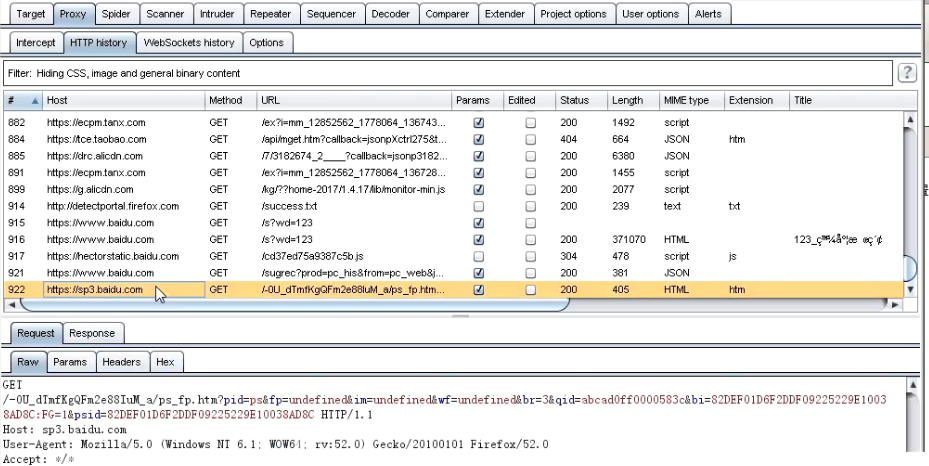 Target Proxy Spider Scanner Intruder Repeater Sequencer Decoder Comparer Extender Project options User options Alerts
Intercept HTTP history WebSockets history Options
Filter: Hiding CSS, image and general binary content ?
# Host Method URL Params Edited Status Length MIME type Extension Title
882 https://ecpm.tanx.com GET /ex?i=mm_12852562_1778064_136743... 200 1492 script
884 https://tce.taobao.com GET /api/mget.htm?callback=jsonpXctrl275&t... 404 664 JSON htm
885 https://drc.alicdn.com GET /7/3182674_2____?callback=jsonp3182... 200 6380 JSON
891 https://ecpm.tanx.com GET /ex?i=mm_12852562_1778064_136728... 200 1455 script
899 https://g.alicdn.com GET /kg/??home-2017/1.4.17/lib/monitor-min.js 200 2077 script
914 http://detectportal.firefox.com GET /success.txt 200 239 text txt
915 https://www.baidu.com GET /s?wd=123
916 https://www.baidu.com GET /s?wd=123 200 371070 HTML
917 https://hectorstatic.baidu.com GET /cd37ed75a9387c5b.js 304 478 script js
921 https://www.baidu.com GET /sugrec?prod=pc_his&from=pc_web&j... 200 381 JSON
922 https://sp3.baidu.com GET /-0U_dTmfKgQFm2e88IuM_a/ps_fp.htm... 200 405 HTML htm
Request Response
Raw Params Headers Hex
GET
/-0U_dTmfKgQFm2e88IuM_a/ps_fp.htm?pid=ps&fp=undefined&im=undefined&wf=undefined&br=3&qid=abcad0ff0000583c&bi=82DEF01D6F2DDF09225229E1003
8AD8C:FG=1&psid=82DEF01D6F2DDF09225229E10038AD8C HTTP/1.1
Host: sp3.baidu.com
User-Agent: Mozilla/5.0 (Windows NT 6.1; WOW64; rv:52.0) Gecko/20100101 Firefox/52.0
Accept: */*